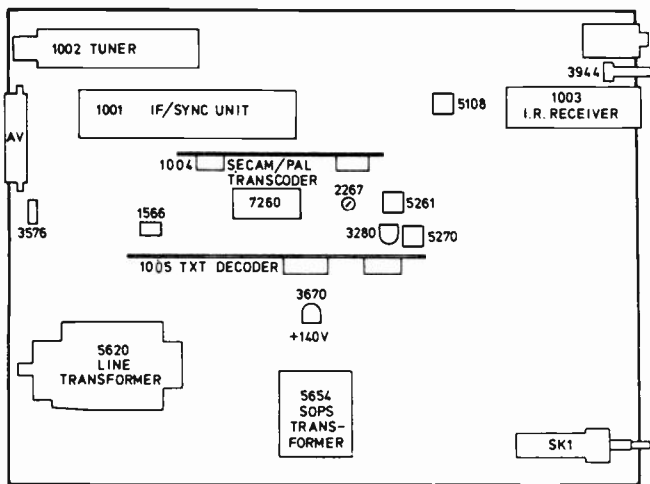 1002 TUNER
3944
1001 IF/SYNC UNIT
5108
1003
I.R. RECEIVER
AV
1004 SECAM/PAL
TRANSCODER
7260
2267
5261
3576
1566
3280
5270
1005 TXT DECODER
3670
+140V
5620
LINE
TRANSFORMER
5654
SOPS
TRANS-
FORMER
SK1